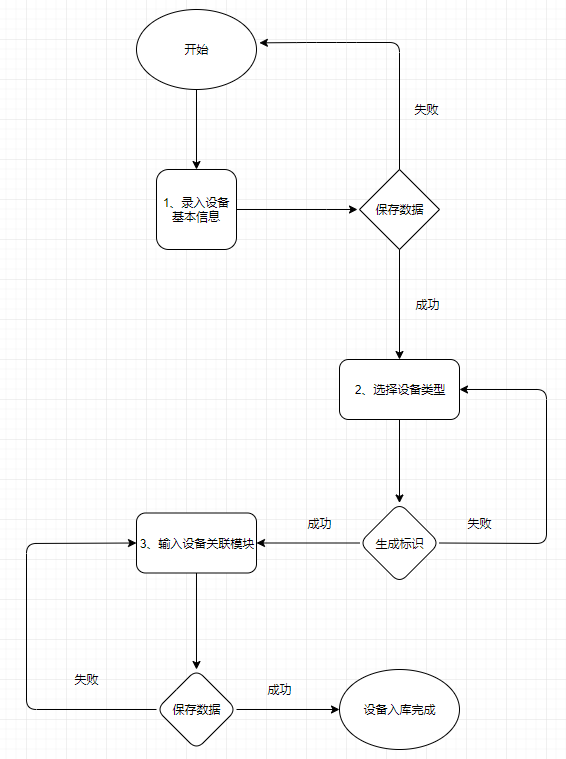 开始
失败
1、录入设备
基本信息
保存数据
成功
2、选择设备类型
成功
失败
3、输入设备关联模块
生成标识
失败
成功
保存数据
设备入库完成